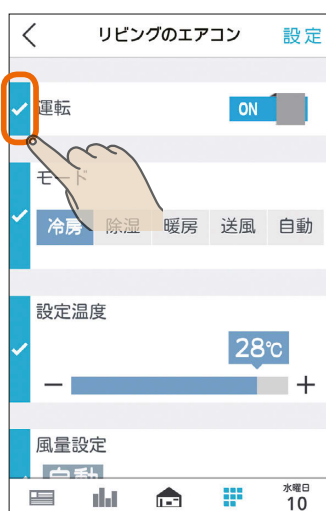 リビングのエアコン 設定
運転 ON
モード
冷房 除湿 暖房 送風 自動
設定温度
28℃
− +
風量設定
自動
水曜日
10